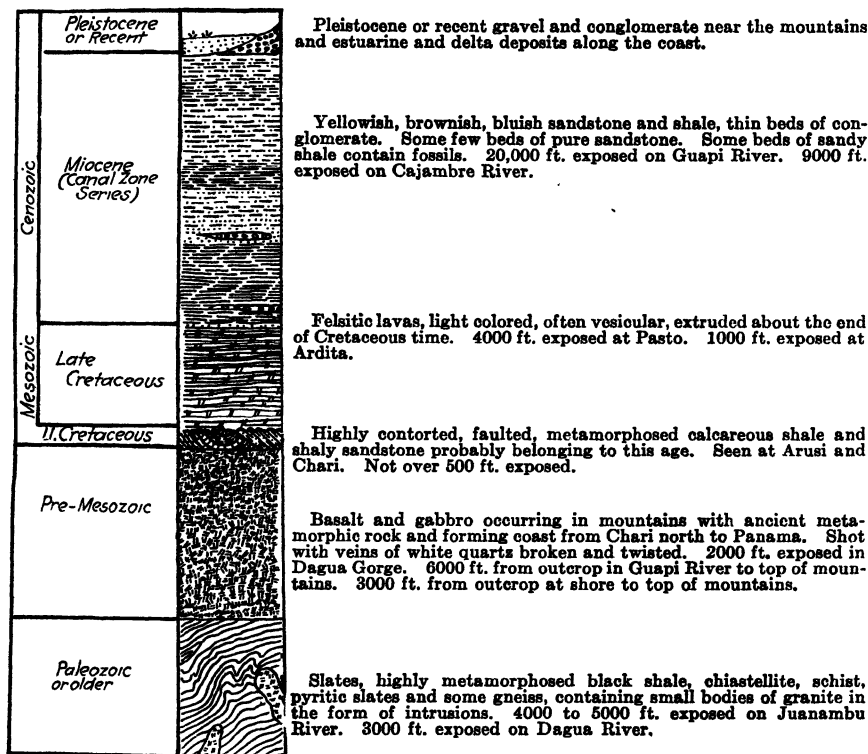 Cenozoic
Mesozoic
Pleistocene
or Recent
Pleistocene or recent gravel and conglomerate near the mountains
and estuarine and delta deposits along the coast.
Miocene
(Canal Zone
Series)
Yellowish, brownish, bluish sandstone and shale, thin beds of con-
glomerate. Some few beds of pure sandstone. Some beds of sandy
shale contain fossils. 20,000 ft. exposed on Guapi River. 9000 ft.
exposed on Cajambre River.
Late
Cretaceous
Felsitic lavas, light colored, often vesicular, extruded about the end
of Cretaceous time. 4000 ft. exposed at Pasto. 1000 ft. exposed at
Ardita.
U. Cretaceous
Highly contorted, faulted, metamorphosed calcareous shale and
shaly sandstone probably belonging to this age. Seen at Arusi and
Chari. Not over 500 ft. exposed.
Pre-Mesozoic
Basalt and gabbro occurring in mountains with ancient meta-
morphic rock and forming coast from Chari north to Panama. Shot
with veins of white quartz broken and twisted. 2000 ft. exposed in
Dagua Gorge. 6000 ft. from outcrop in Guapi River to top of moun-
tains. 3000 ft. from outcrop at shore to top of mountains.
Paleozoic
or older
Slates, highly metamorphosed black shale, chiastellite, schist,
pyritic slates and some gneiss, containing small bodies of granite in
the form of intrusions. 4000 to 5000 ft. exposed on Juanambu
River. 3000 ft. exposed on Dagua River.